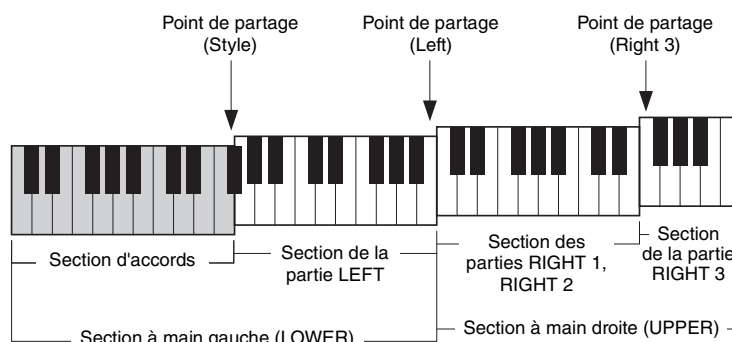 Point de partage
(Style)
Point de partage
(Left)
Point de partage
(Right 3)
Section d'accords
Section de la
partie LEFT
Section des
parties RIGHT 1,
RIGHT 2
Section
de la partie
RIGHT 3
Section à main gauche (LOWER)
Section à main droite (UPPER)